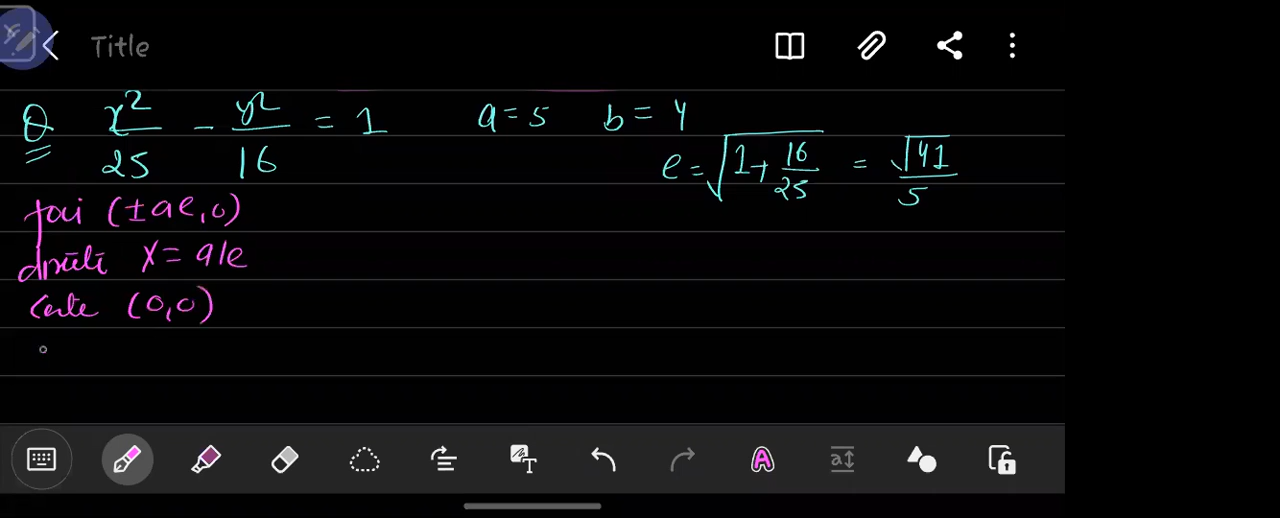 Title
Q x²/25 - y²/16 = 1 a=5 b=4
e=√(1+16/25) = √41/5
foci (±ae,0)
x=a/e
(0,0)
A
a
T